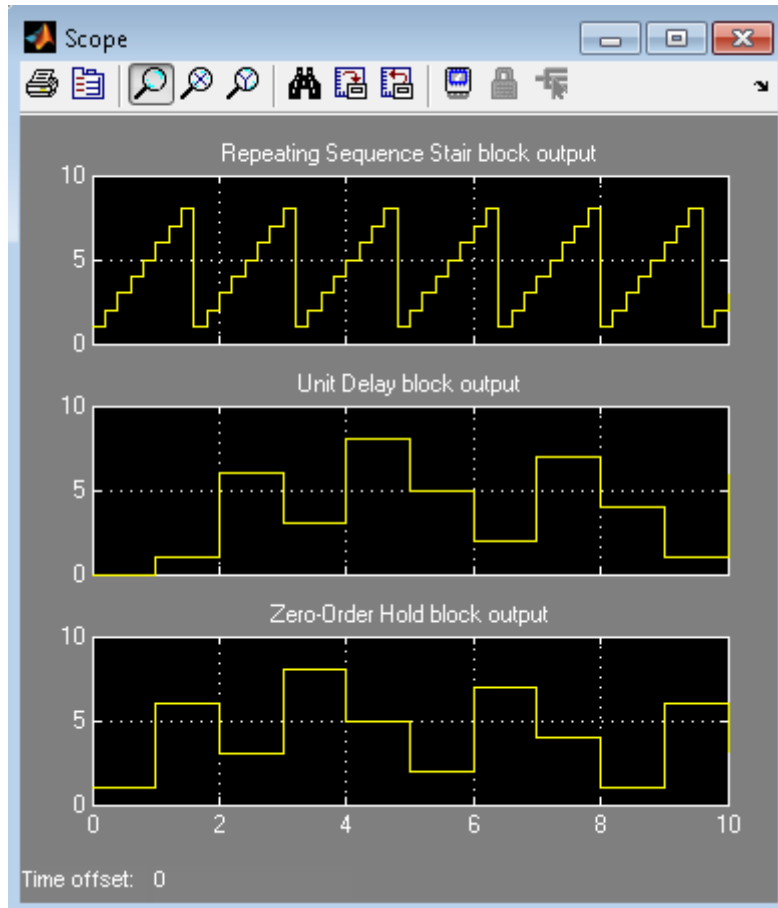 Scope
Repeating Sequence Stair block output
10
5
0
Unit Delay block output
10
5
0
Zero-Order Hold block output
10
5
0
0 2 4 6 8 10
Time offset: 0